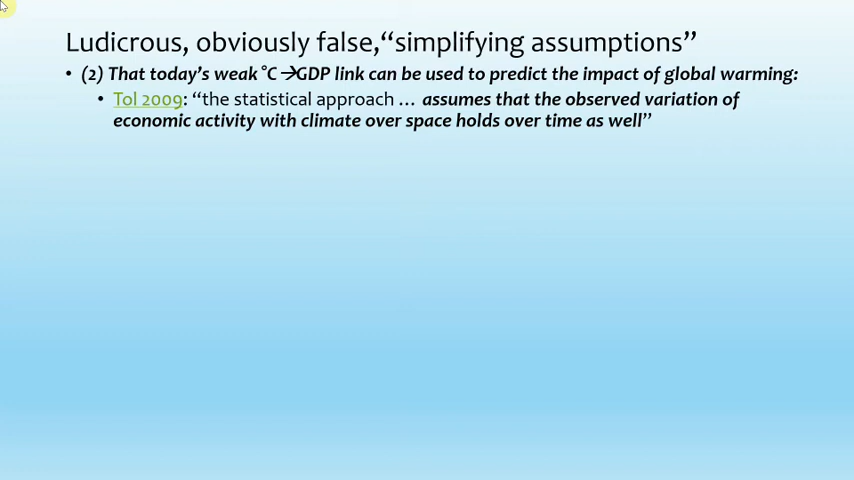 Ludicrous, obviously false,“simplifying assumptions”
• (2) That today’s weak °C→GDP link can be used to predict the impact of global warming:
• Tol 2009: “the statistical approach … assumes that the observed variation of
economic activity with climate over space holds over time as well”